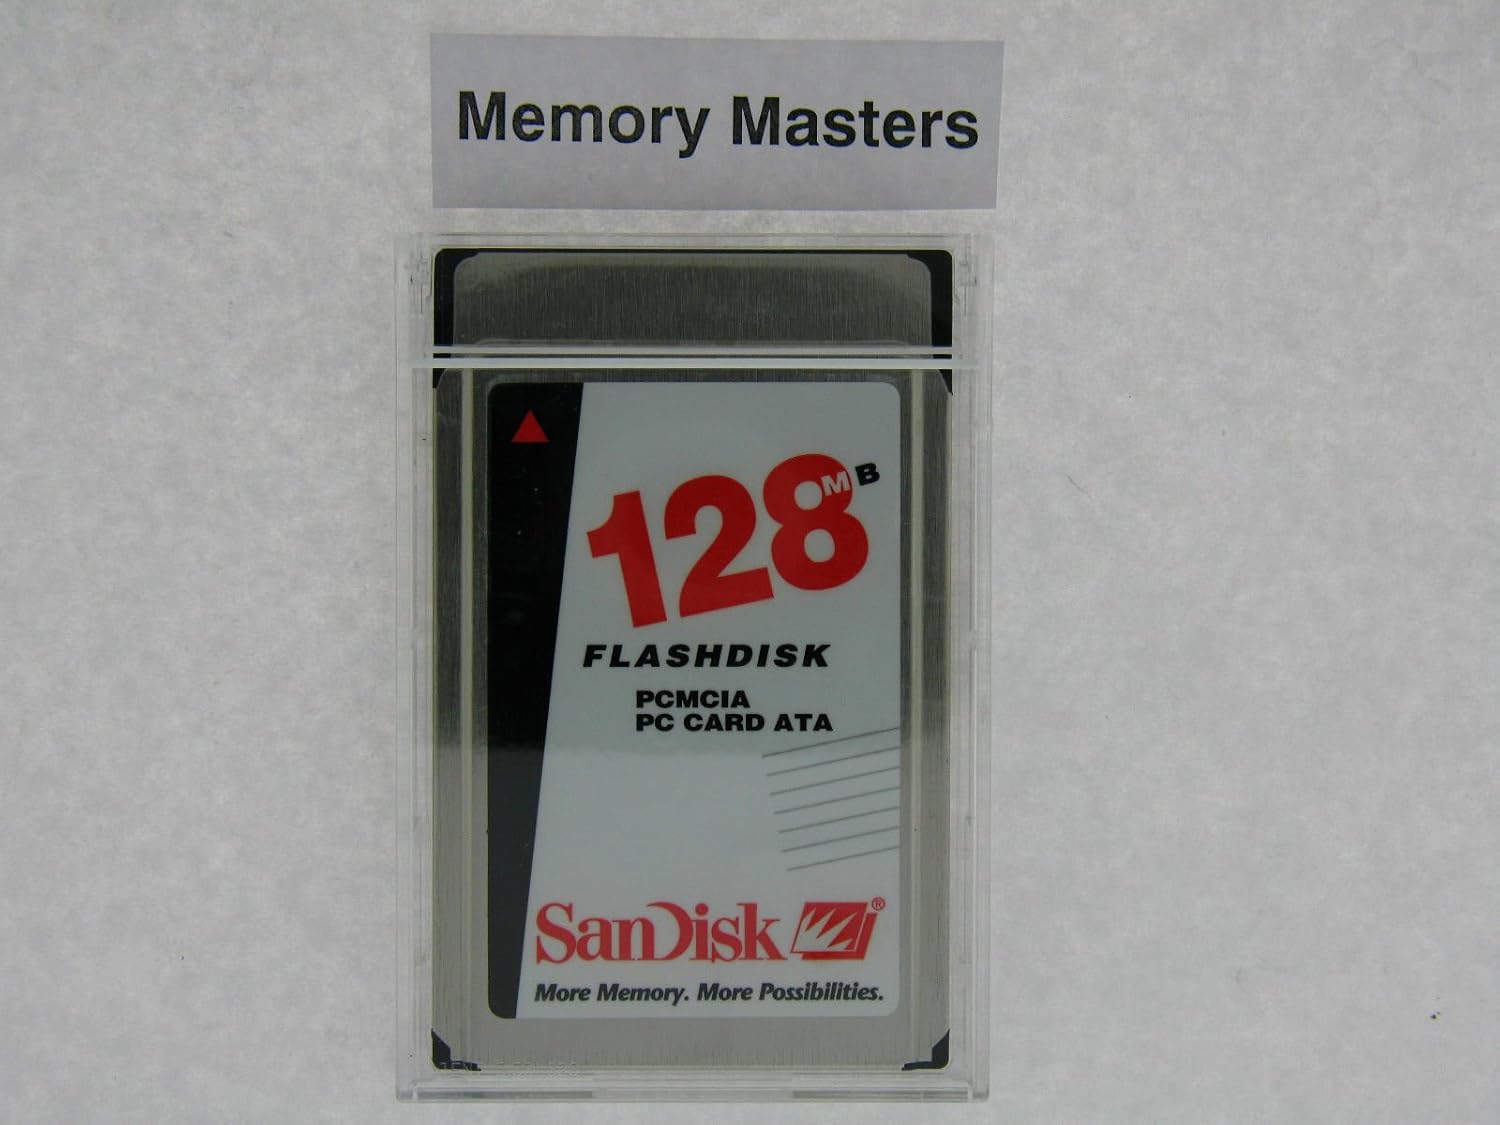 Memory Masters
128MB
FLASHDISK
PCMCIA
PC CARD ATA
SanDisk ®
More Memory. More Possibilities.